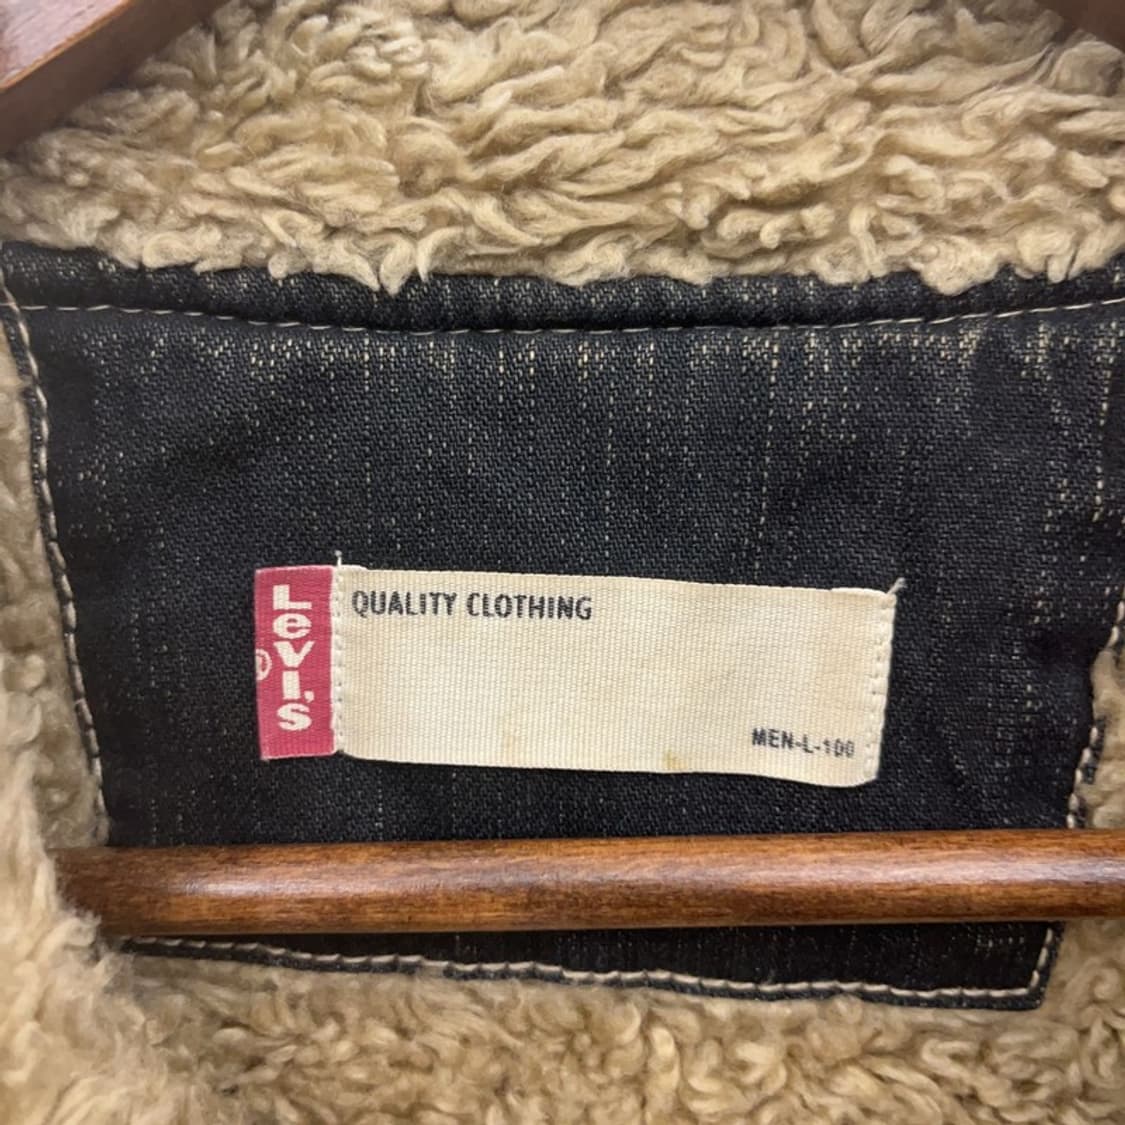 Levi's
®
QUALITY CLOTHING
MEN-L-100